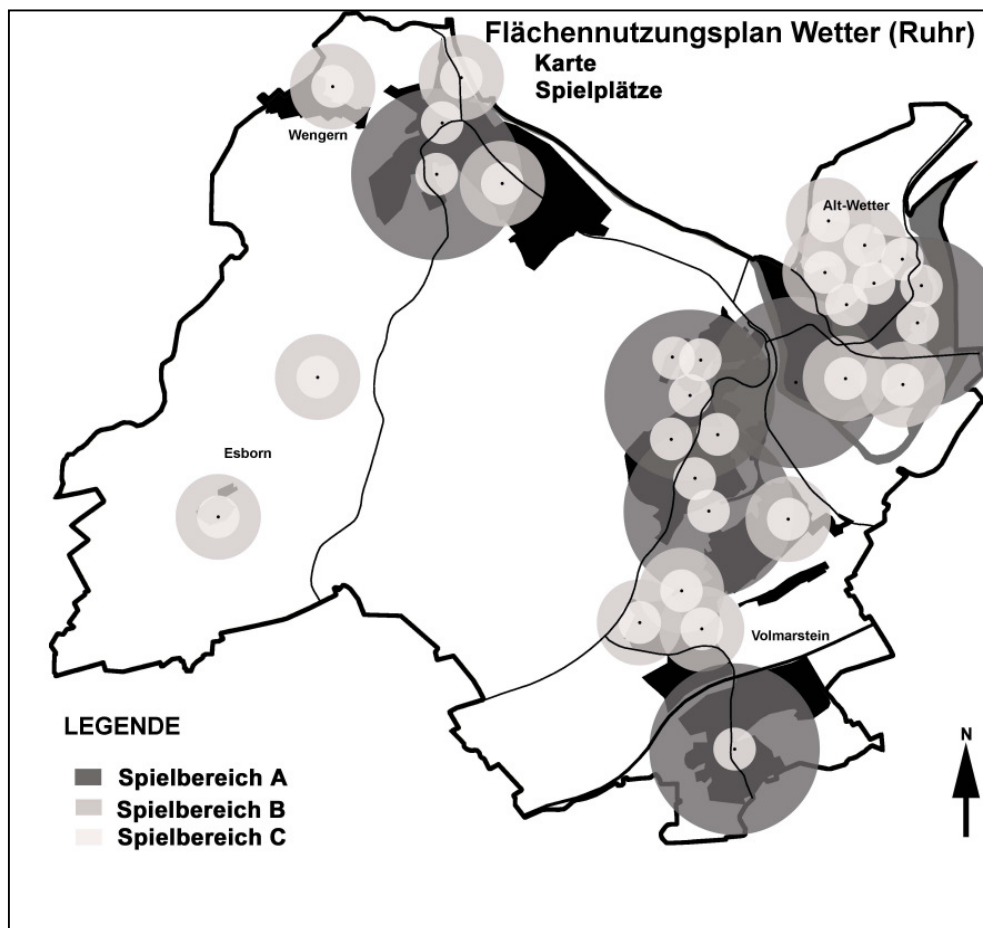 Flächennutzungsplan Wetter (Ruhr)
Karte
Spielplätze
Wengern
Alt-Wetter
Esborn
Volmarstein
LEGENDE
Spielbereich A
Spielbereich B
Spielbereich C
N